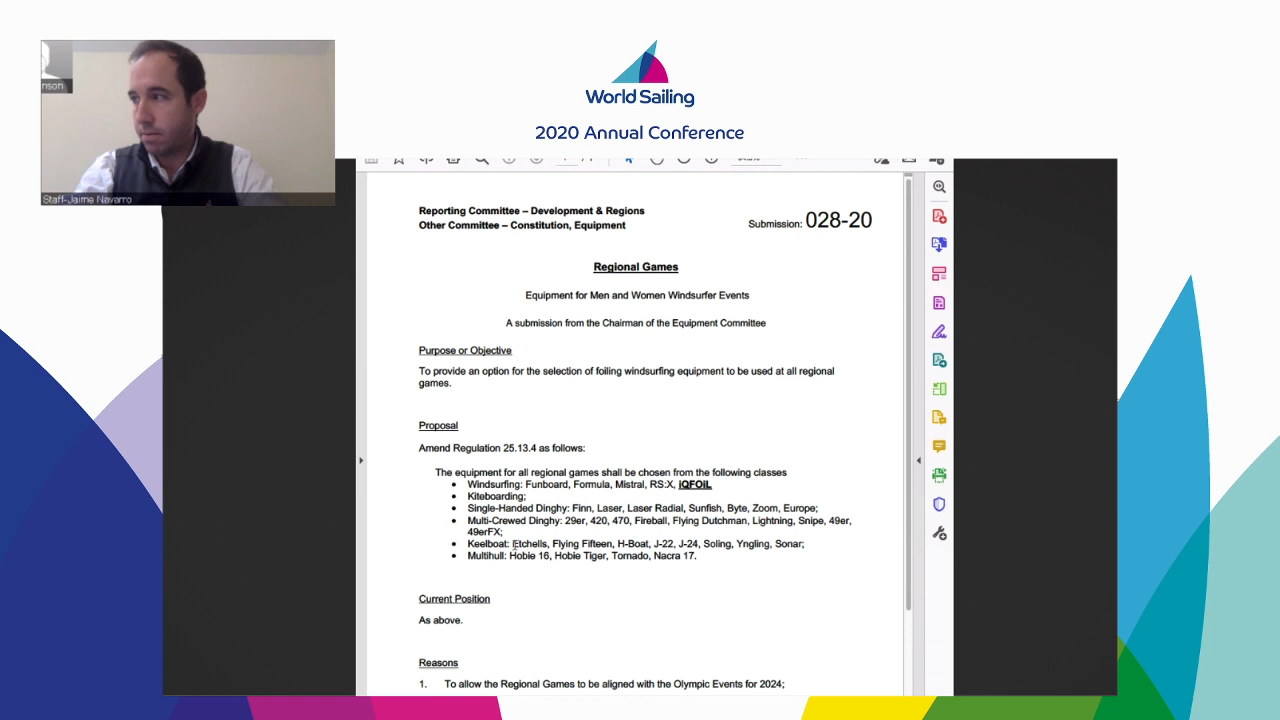 nson
Staff-Jaime Navarro
World Sailing
2020 Annual Conference
Reporting Committee – Development & Regions
Other Committee – Constitution, Equipment
Submission: 028-20
Regional Games
Equipment for Men and Women Windsurfer Events
A submission from the Chairman of the Equipment Committee
Purpose or Objective
To provide an option for the selection of foiling windsurfing equipment to be used at all regional
games.
Proposal
Amend Regulation 25.13.4 as follows:
The equipment for all regional games shall be chosen from the following classes
• Windsurfing: Funboard, Formula, Mistral, RS:X, iQFOiL
• Kiteboarding;
• Single-Handed Dinghy: Finn, Laser, Laser Radial, Sunfish, Byte, Zoom, Europe;
• Multi-Crewed Dinghy: 29er, 420, 470, Fireball, Flying Dutchman, Lightning, Snipe, 49er,
49erFX;
• Keelboat: Etchells, Flying Fifteen, H-Boat, J-22, J-24, Soling, Yngling, Sonar;
• Multihull: Hobie 16, Hobie Tiger, Tornado, Nacra 17.
Current Position
As above.
Reasons
1. To allow the Regional Games to be aligned with the Olympic Events for 2024;